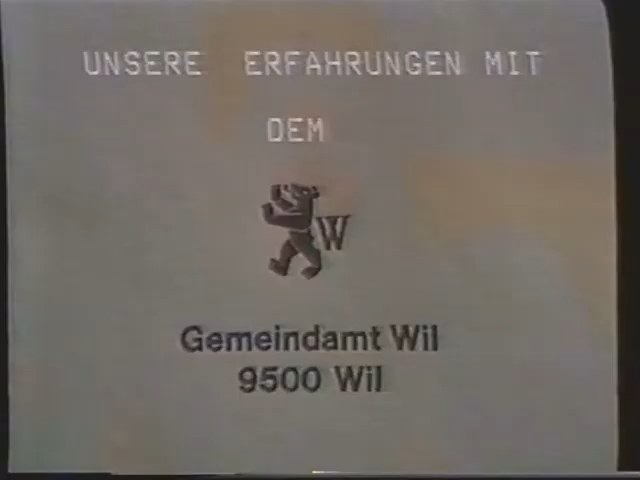 UNSERE ERFAHRUNGEN MIT
DEM
W
Gemeindamt Wil
9500 Wil